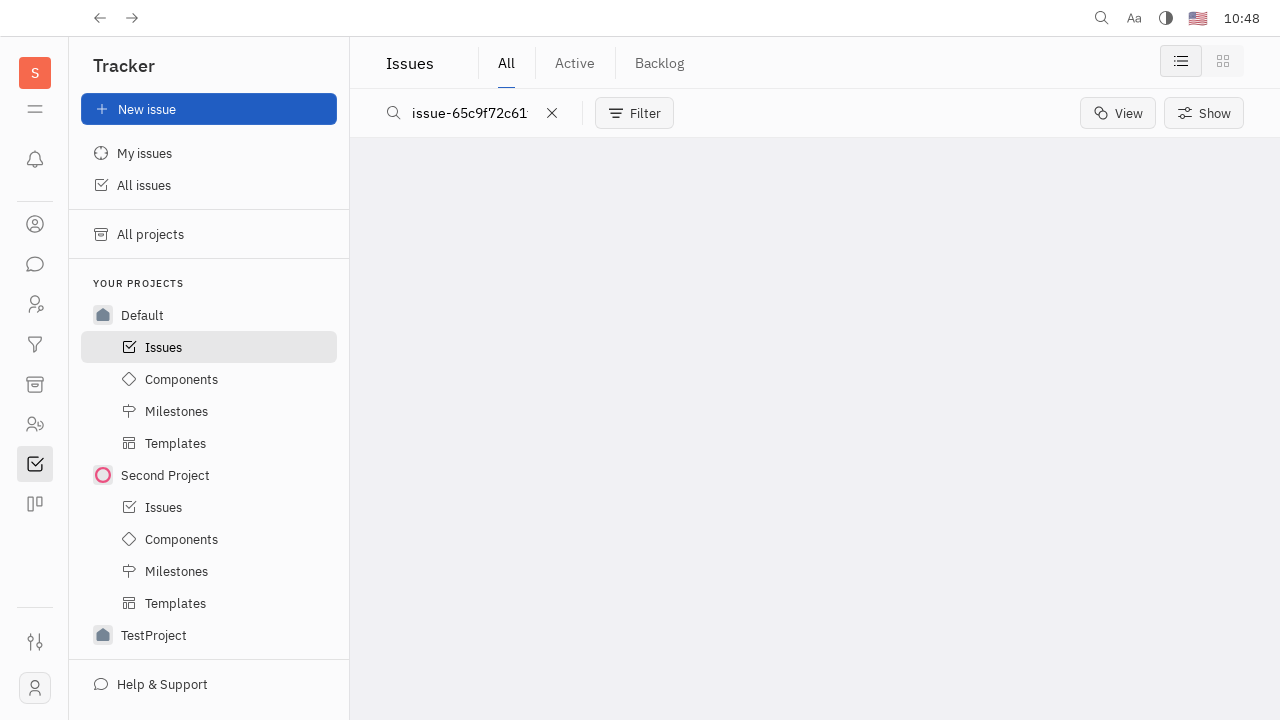 Aa
10:48
S
Tracker
New issue
My issues
All issues
All projects
YOUR PROJECTS
Default
Issues
Components
Milestones
Templates
Second Project
Issues
Components
Milestones
Templates
TestProject
Help & Support
Issues
All
Active
Backlog
issue-65c9f72c61
Filter
View
Show